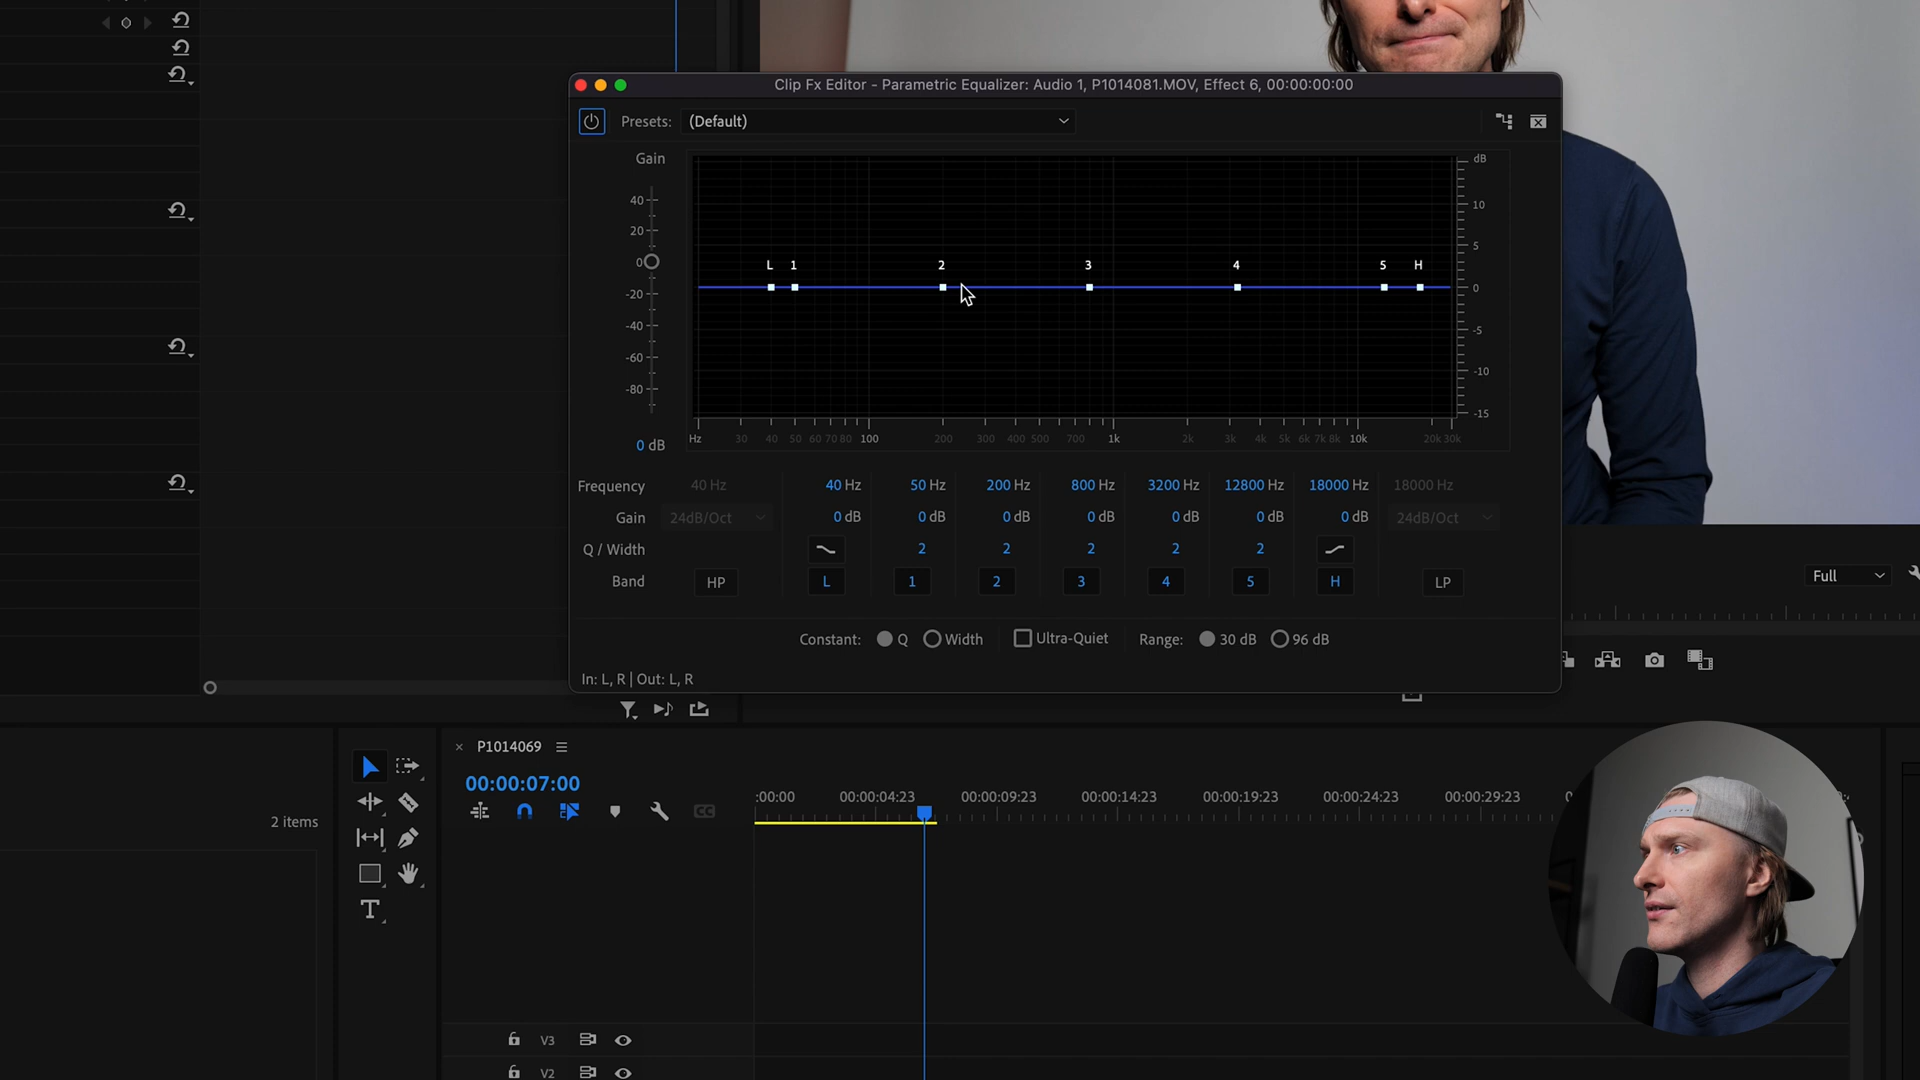 Clip Fx Editor - Parametric Equalizer: Audio 1, P1014081.MOV, Effect 6, 00:00:00:00
Presets: (Default)
Gain
dB
40
20
0
-20
-40
-60
-80
0 dB
10
5
0
-5
-10
-15
L 1 2 3 4 5 H
Hz 30 40 50 60 70 80 100 200 300 400 500 700 1k 2k 3k 4k 5k 6k 7k 8k 10k 20k 30k
Frequency 40 Hz 40 Hz 50 Hz 200 Hz 800 Hz 3200 Hz 12800 Hz 18000 Hz 18000 Hz
Gain 24dB/Oct 0 dB 0 dB 0 dB 0 dB 0 dB 0 dB 0 dB 24dB/Oct
Q / Width 2 2 2 2 2
Band HP L 1 2 3 4 5 H LP
Constant: Q Width Ultra-Quiet Range: 30 dB 96 dB
In: L, R | Out: L, R
Full
× P1014069
00:00:07:00
:00:00 00:00:04:23 00:00:09:23 00:00:14:23 00:00:19:23 00:00:24:23 00:00:29:23
CC
2 items
T
V3
V2